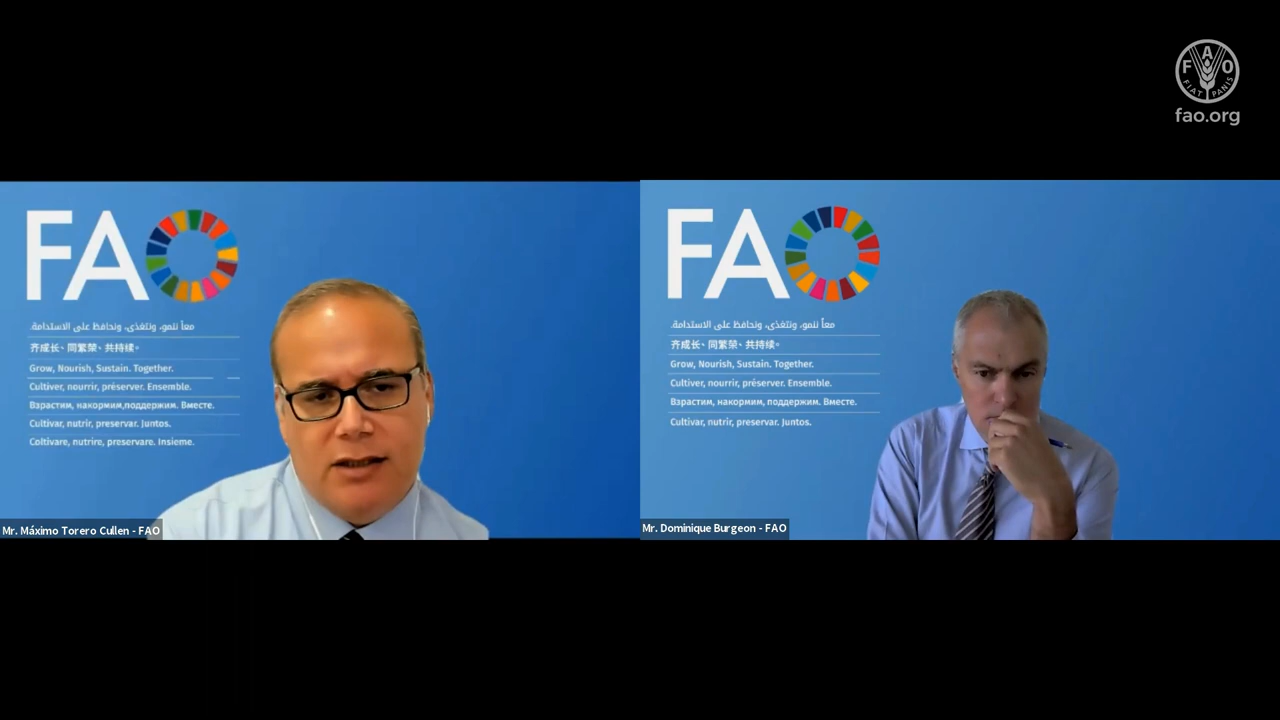 FAO
FIAT PANIS
fao.org
FAO
معاً ننمو، ونتغذى، ونحافظ على الاستدامة.
齐成长、同繁荣、共持续。
Grow, Nourish, Sustain. Together.
Cultiver, nourrir, préserver. Ensemble.
Взрастим, накормим,поддержим. Вместе.
Cultivar, nutrir, preservar. Juntos.
Coltivare, nutrire, preservare. Insieme.
Mr. Máximo Torero Cullen - FAO
FAO
معاً ننمو، ونتغذى، ونحافظ على الاستدامة.
齐成长、同繁荣、共持续。
Grow, Nourish, Sustain. Together.
Cultiver, nourrir, préserver. Ensemble.
Взрастим, накормим, поддержим. Вместе.
Cultivar, nutrir, preservar. Juntos.
Mr. Dominique Burgeon - FAO